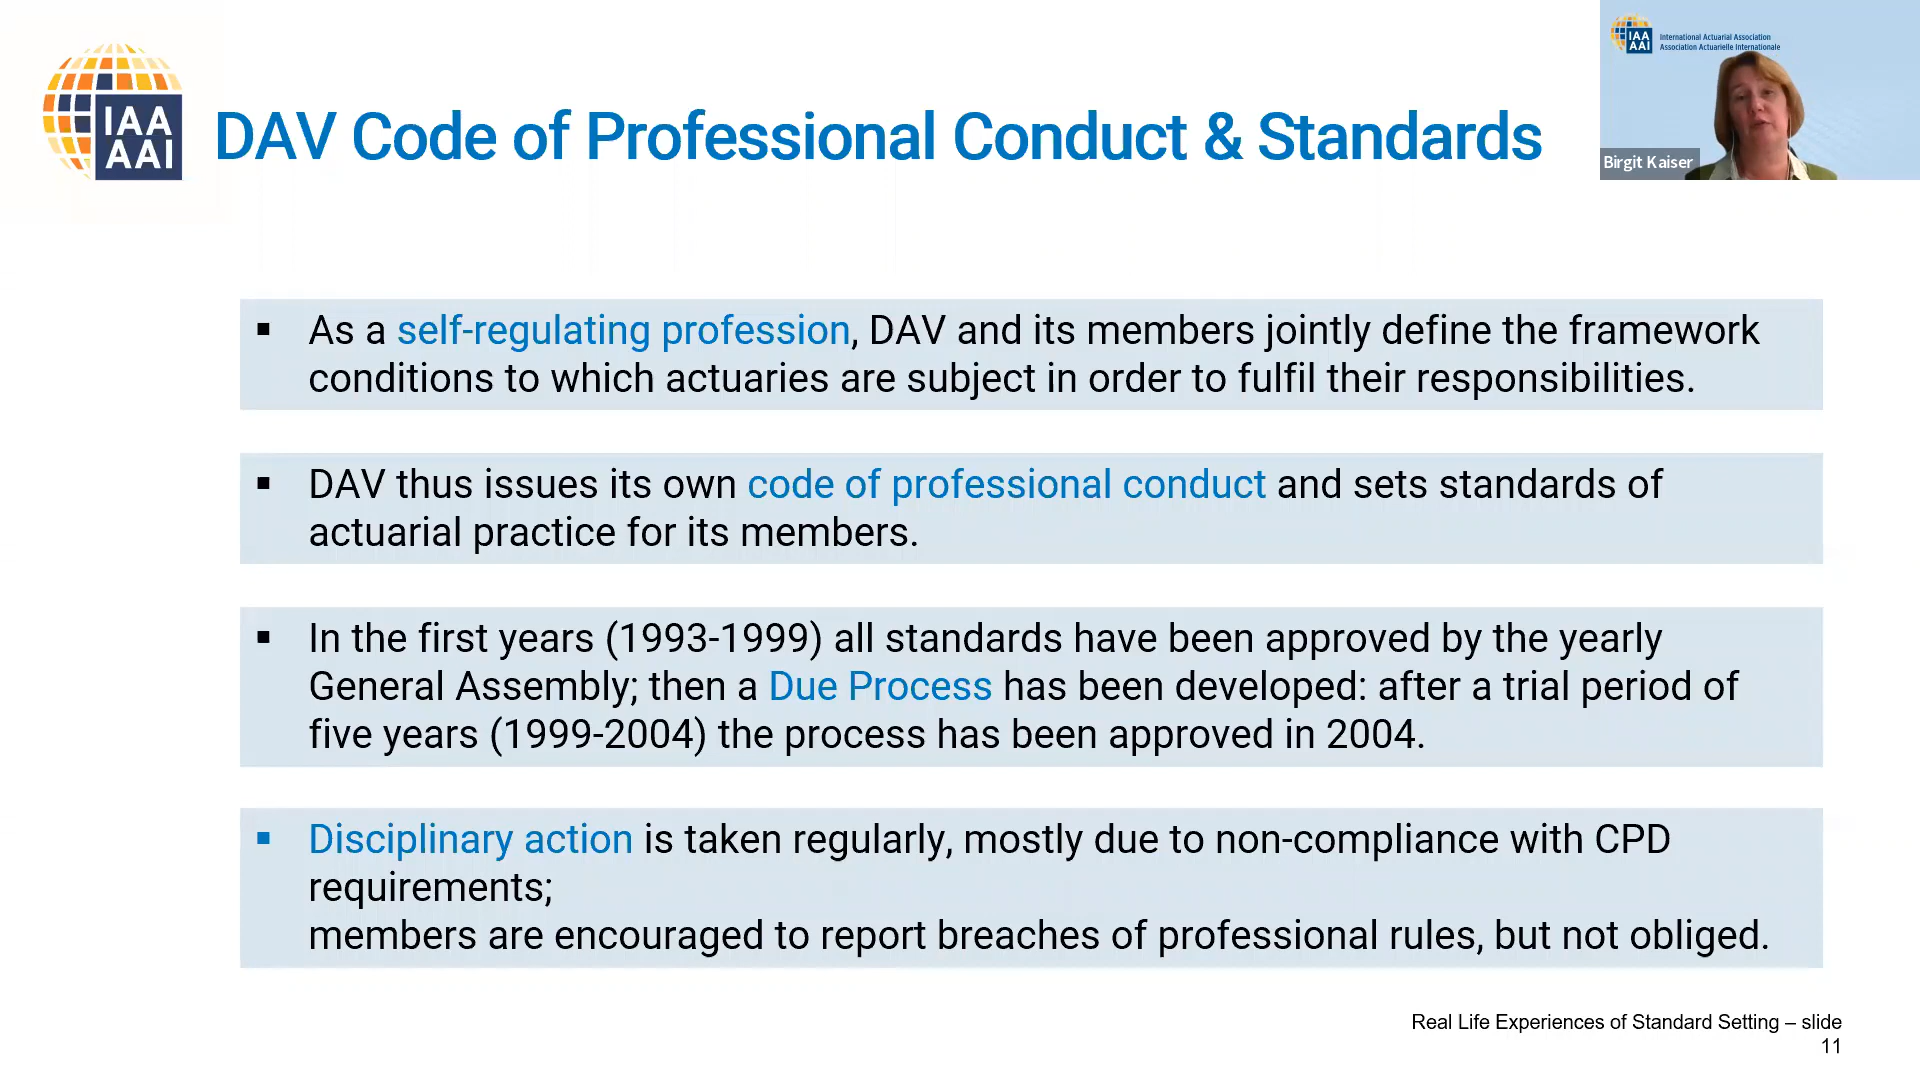 IAA
AAI
DAV Code of Professional Conduct & Standards
IAA
AAI
International Actuarial Association
Association Actuarielle Internationale
Birgit Kaiser
▪ As a self-regulating profession, DAV and its members jointly define the framework
conditions to which actuaries are subject in order to fulfil their responsibilities.
▪ DAV thus issues its own code of professional conduct and sets standards of
actuarial practice for its members.
▪ In the first years (1993-1999) all standards have been approved by the yearly
General Assembly; then a Due Process has been developed: after a trial period of
five years (1999-2004) the process has been approved in 2004.
▪ Disciplinary action is taken regularly, mostly due to non-compliance with CPD
requirements;
members are encouraged to report breaches of professional rules, but not obliged.
Real Life Experiences of Standard Setting – slide
11